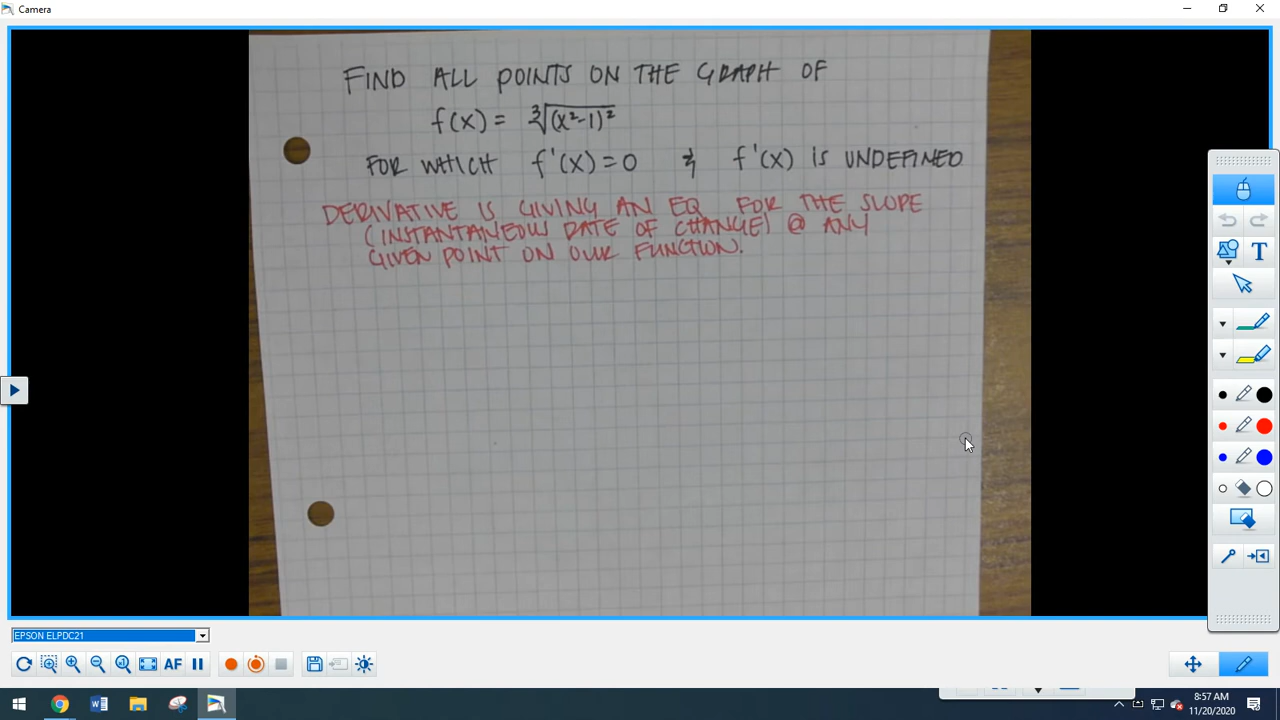 Camera
FIND ALL POINTS ON THE GRAPH OF
f(x) = ∛(x²-1)²
FOR WHICH f'(x) = 0 & f'(x) IS UNDEFINED
DERIVATIVE IS GIVING AN EQ FOR THE SLOPE
(INSTANTANEOUS RATE OF CHANGE) @ ANY
GIVEN POINT ON OUR FUNCTION.
T
EPSON ELPDC21
AF
8:57 AM
11/20/2020